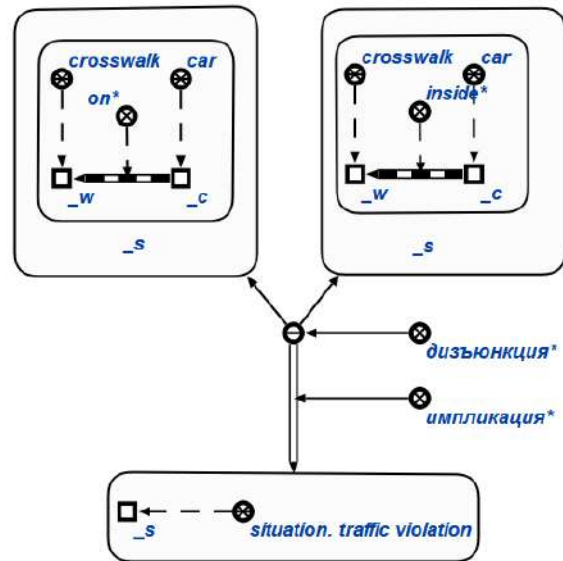 crosswalk car
on*
_w _c
_s
crosswalk car
inside*
_w _c
_s
дизъюнкция*
импликация*
_s situation. traffic violation